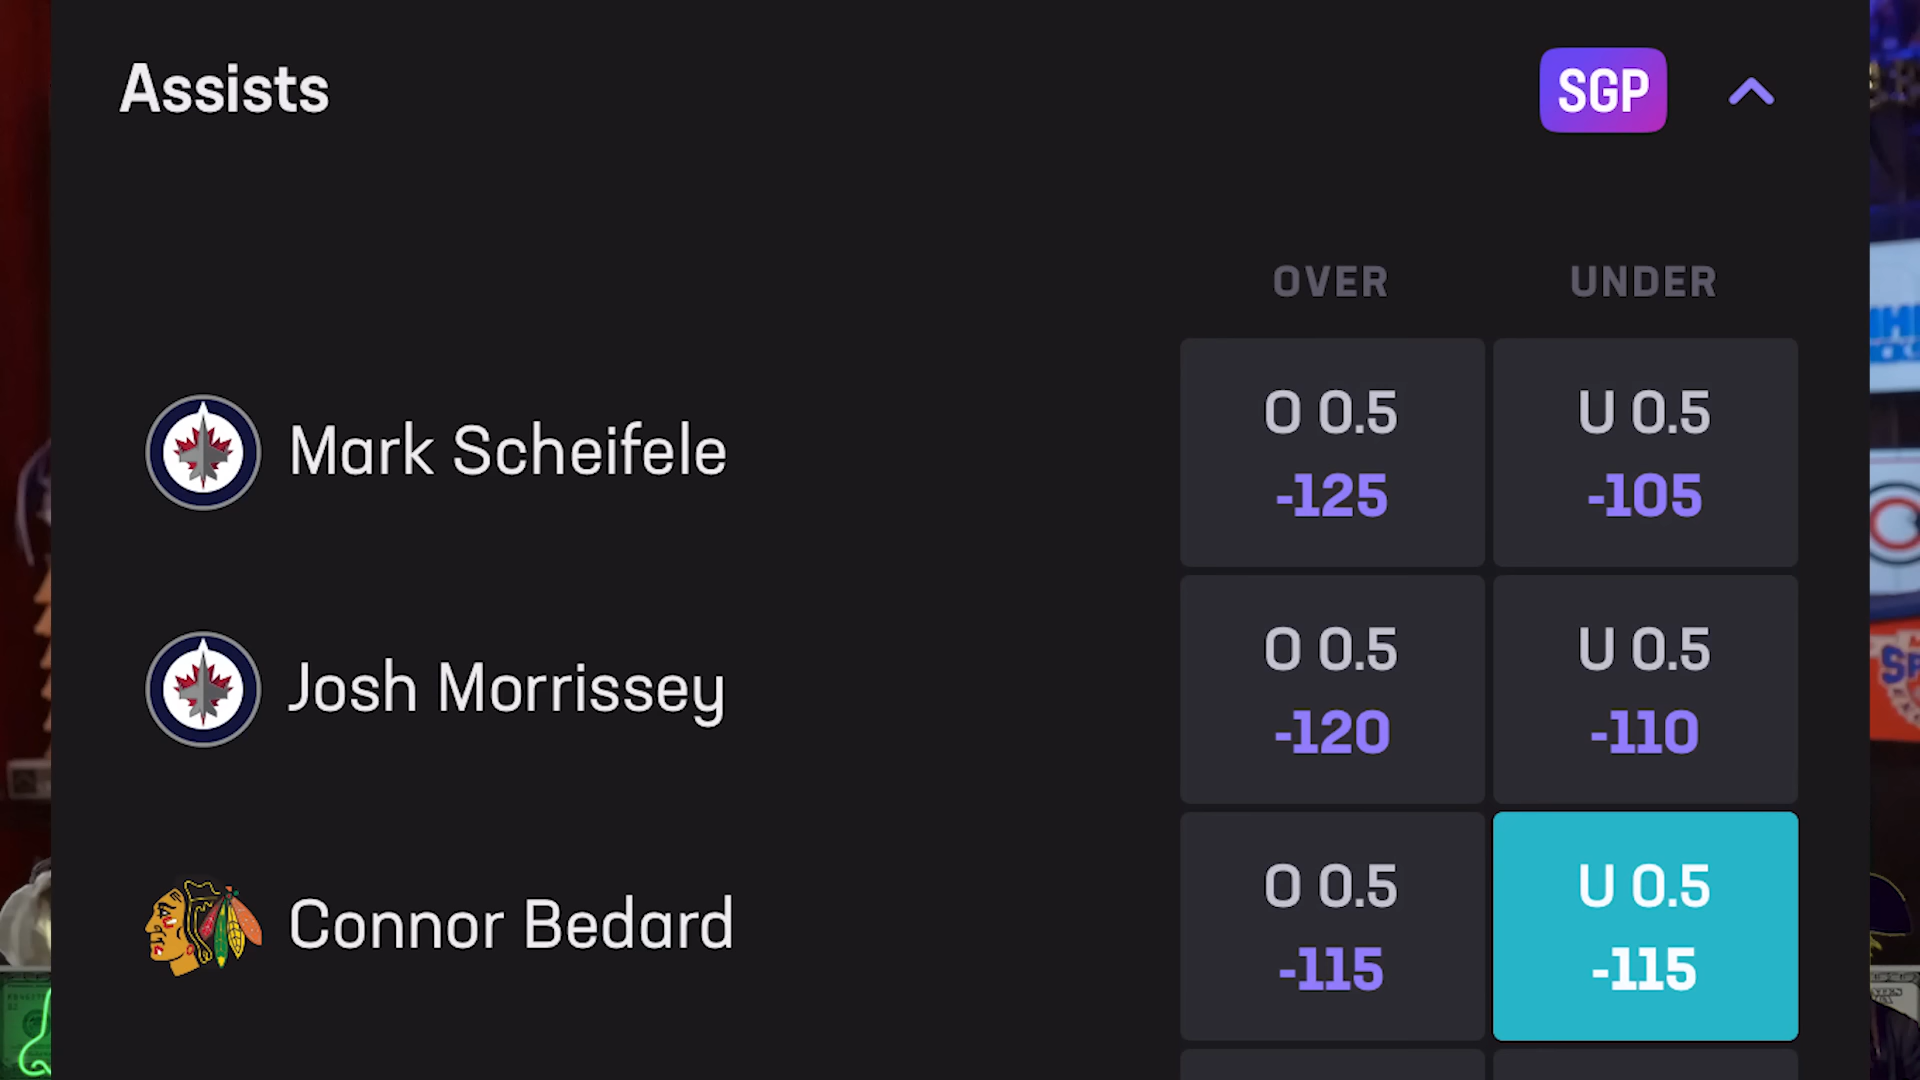 Assists
SGP
OVER UNDER
Mark Scheifele
O 0.5 U 0.5
-125 -105
Josh Morrissey
O 0.5 U 0.5
-120 -110
Connor Bedard
O 0.5 U 0.5
-115 -115